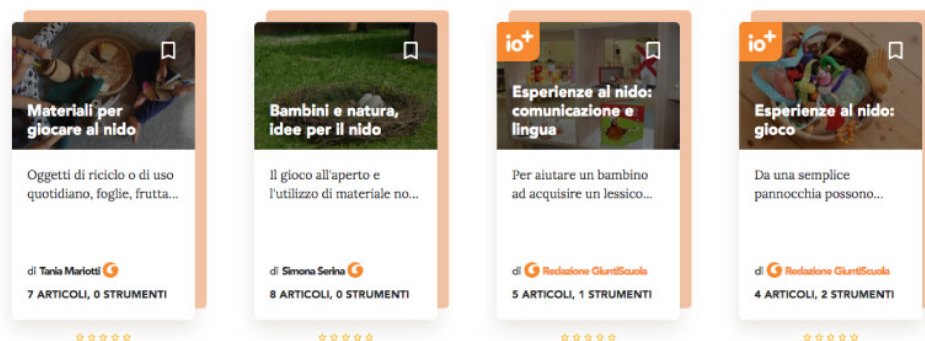 Materiali per
giocare al nido
Oggetti di riciclo o di uso
quotidiano, foglie, frutta...
di Tania Mariotti
7 ARTICOLI, 0 STRUMENTI
Bambini e natura,
idee per il nido
Il gioco all'aperto e
l'utilizzo di materiale no...
di Simona Serina
8 ARTICOLI, 0 STRUMENTI
io+
Esperienze al nido:
comunicazione e
lingua
Per aiutare un bambino
ad acquisire un lessico...
di Redazione GiuntiScuola
5 ARTICOLI, 1 STRUMENTI
io+
Esperienze al nido:
gioco
Da una semplice
pannocchia possono...
di Redazione GiuntiScuola
4 ARTICOLI, 2 STRUMENTI